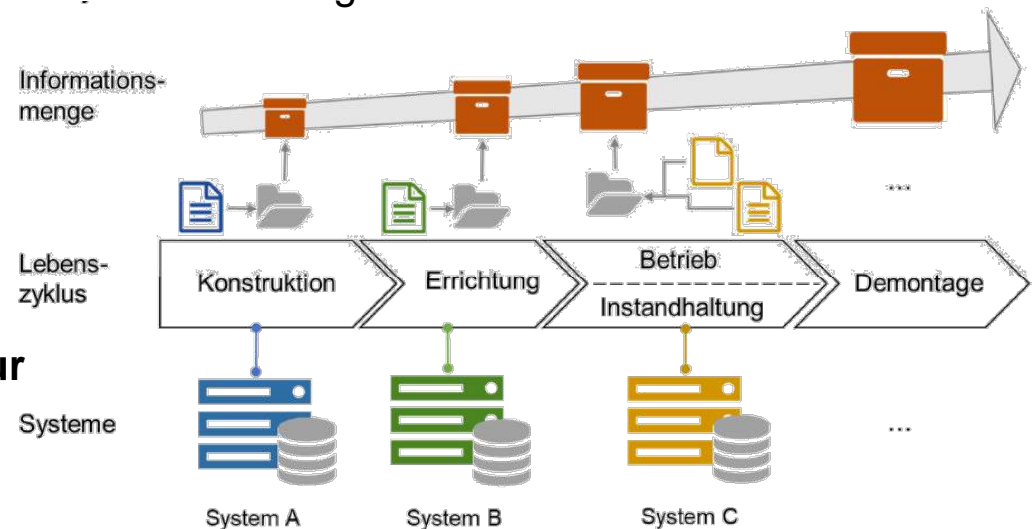 Informations-
menge
...
Lebens-
zyklus
Konstruktion
Errichtung
Betrieb
Instandhaltung
Demontage
ur
Systeme
...
System A
System B
System C